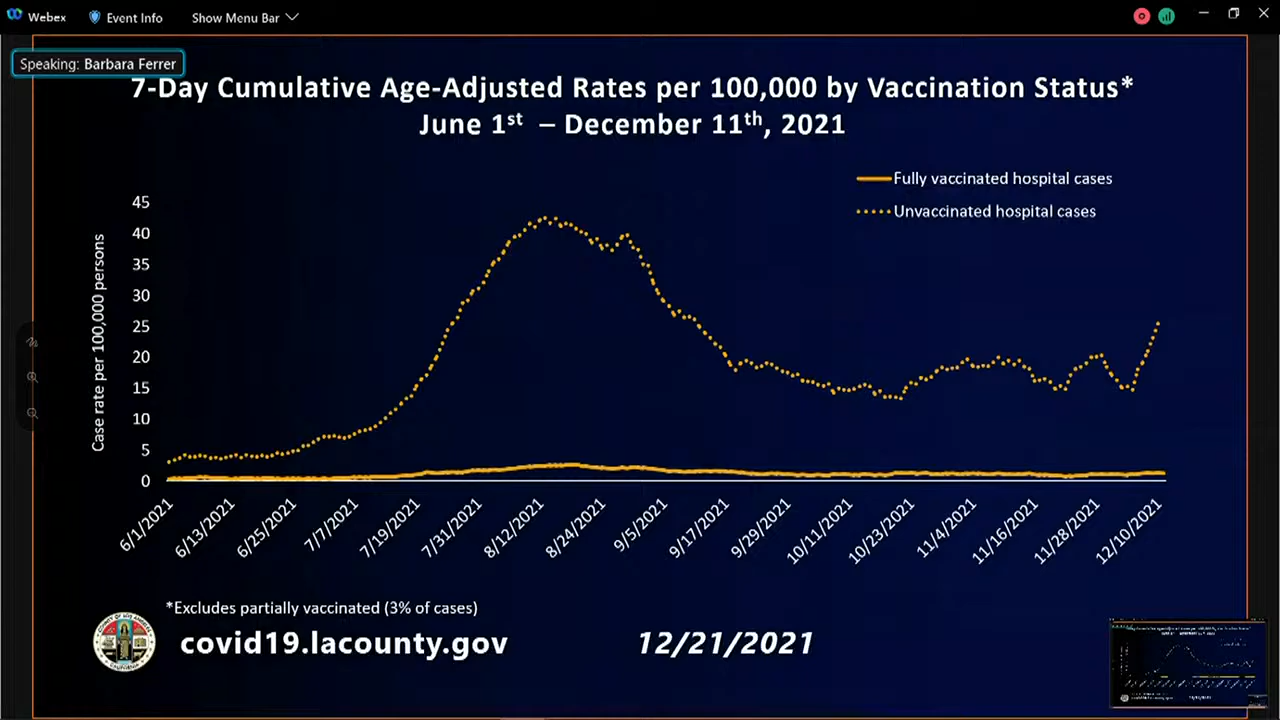 Webex
Event Info
Show Menu Bar
Speaking: Barbara Ferrer
7-Day Cumulative Age-Adjusted Rates per 100,000 by Vaccination Status*
June 1st – December 11th, 2021
Fully vaccinated hospital cases
Unvaccinated hospital cases
Case rate per 100,000 persons
45
40
35
30
25
20
15
10
5
0
6/1/2021
6/13/2021
6/25/2021
7/7/2021
7/19/2021
7/31/2021
8/12/2021
8/24/2021
9/5/2021
9/17/2021
9/29/2021
10/11/2021
10/23/2021
11/4/2021
11/16/2021
11/28/2021
12/10/2021
*Excludes partially vaccinated (3% of cases)
covid19.lacounty.gov
12/21/2021